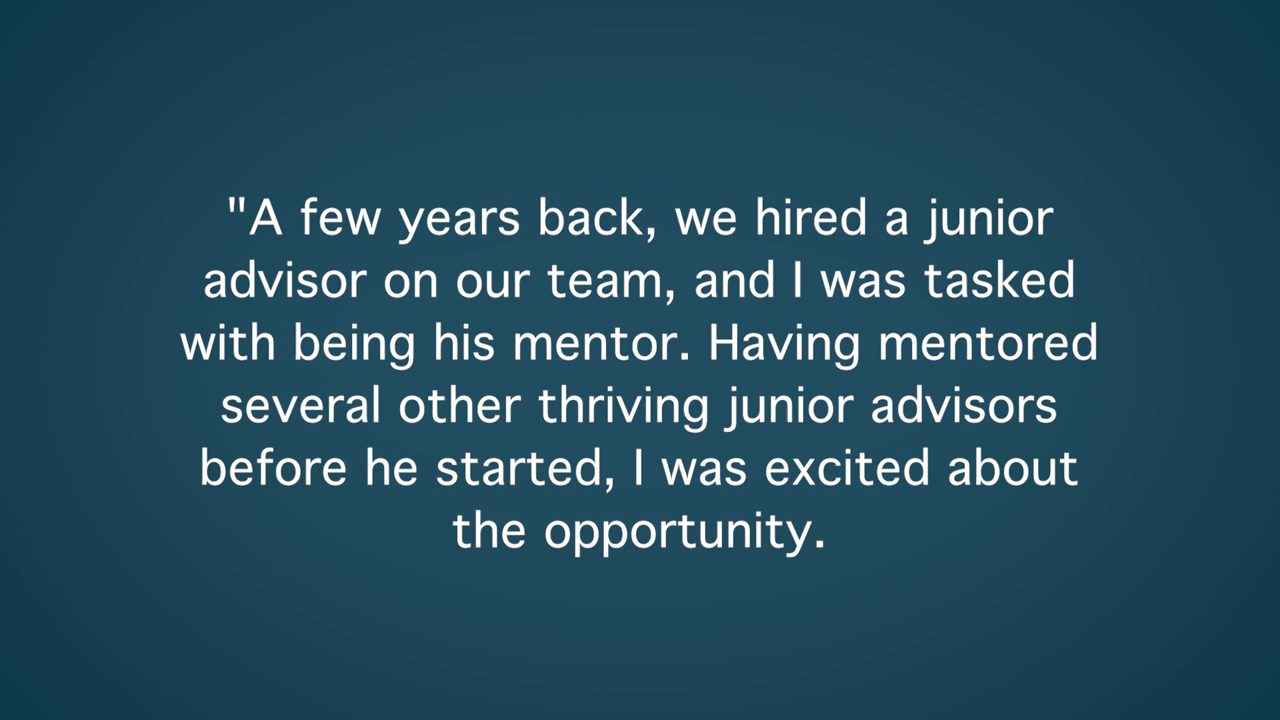 "A few years back, we hired a junior
advisor on our team, and I was tasked
with being his mentor. Having mentored
several other thriving junior advisors
before he started, I was excited about
the opportunity.